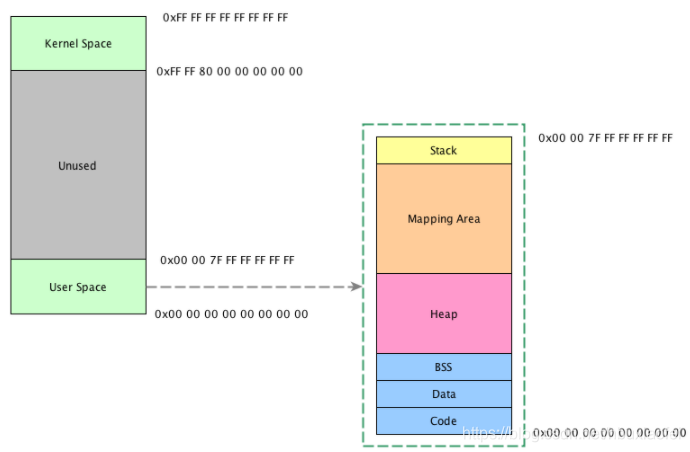 0xFF FF FF FF FF FF FF FF
Kernel Space
0xFF FF 80 00 00 00 00 00
Unused
0x00 00 7F FF FF FF FF FF
User Space
0x00 00 00 00 00 00 00 00
0x00 00 7F FF FF FF FF FF
Stack
Mapping Area
Heap
BSS
Data
Code
0x00 00 00 00 00 00 00 00